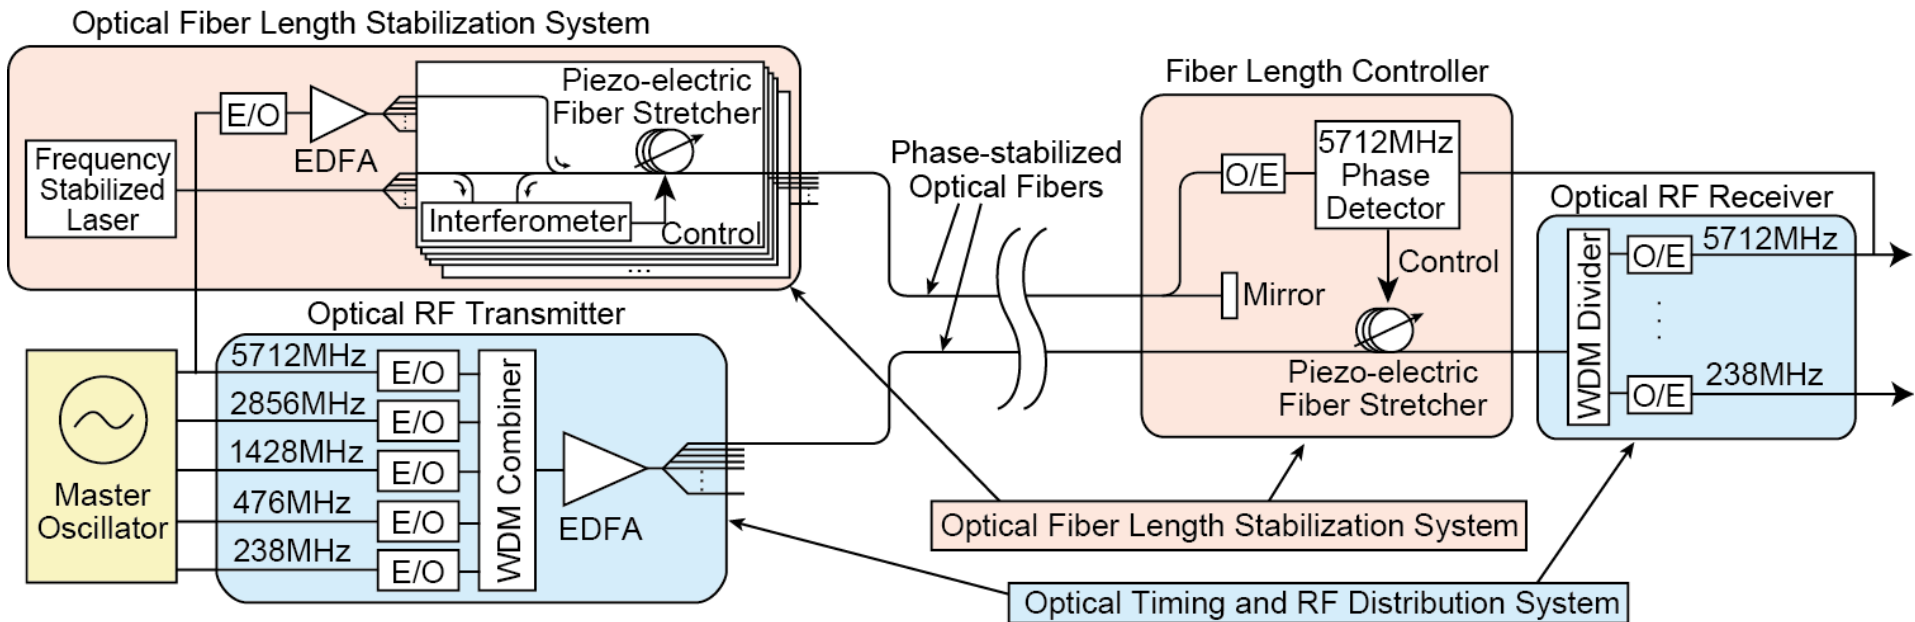 Optical Fiber Length Stabilization System
Piezo-electric
Fiber Stretcher
E/O
EDFA
Frequency
Stabilized
Laser
Interferometer
Control
...
Phase-stabilized
Optical Fibers
Fiber Length Controller
O/E
5712MHz
Phase
Detector
Control
Mirror
Piezo-electric
Fiber Stretcher
Optical RF Receiver
WDM Divider
O/E
5712MHz
O/E
238MHz
Optical RF Transmitter
Master
Oscillator
5712MHz
E/O
2856MHz
E/O
1428MHz
E/O
476MHz
E/O
238MHz
E/O
WDM Combiner
EDFA
Optical Fiber Length Stabilization System
Optical Timing and RF Distribution System